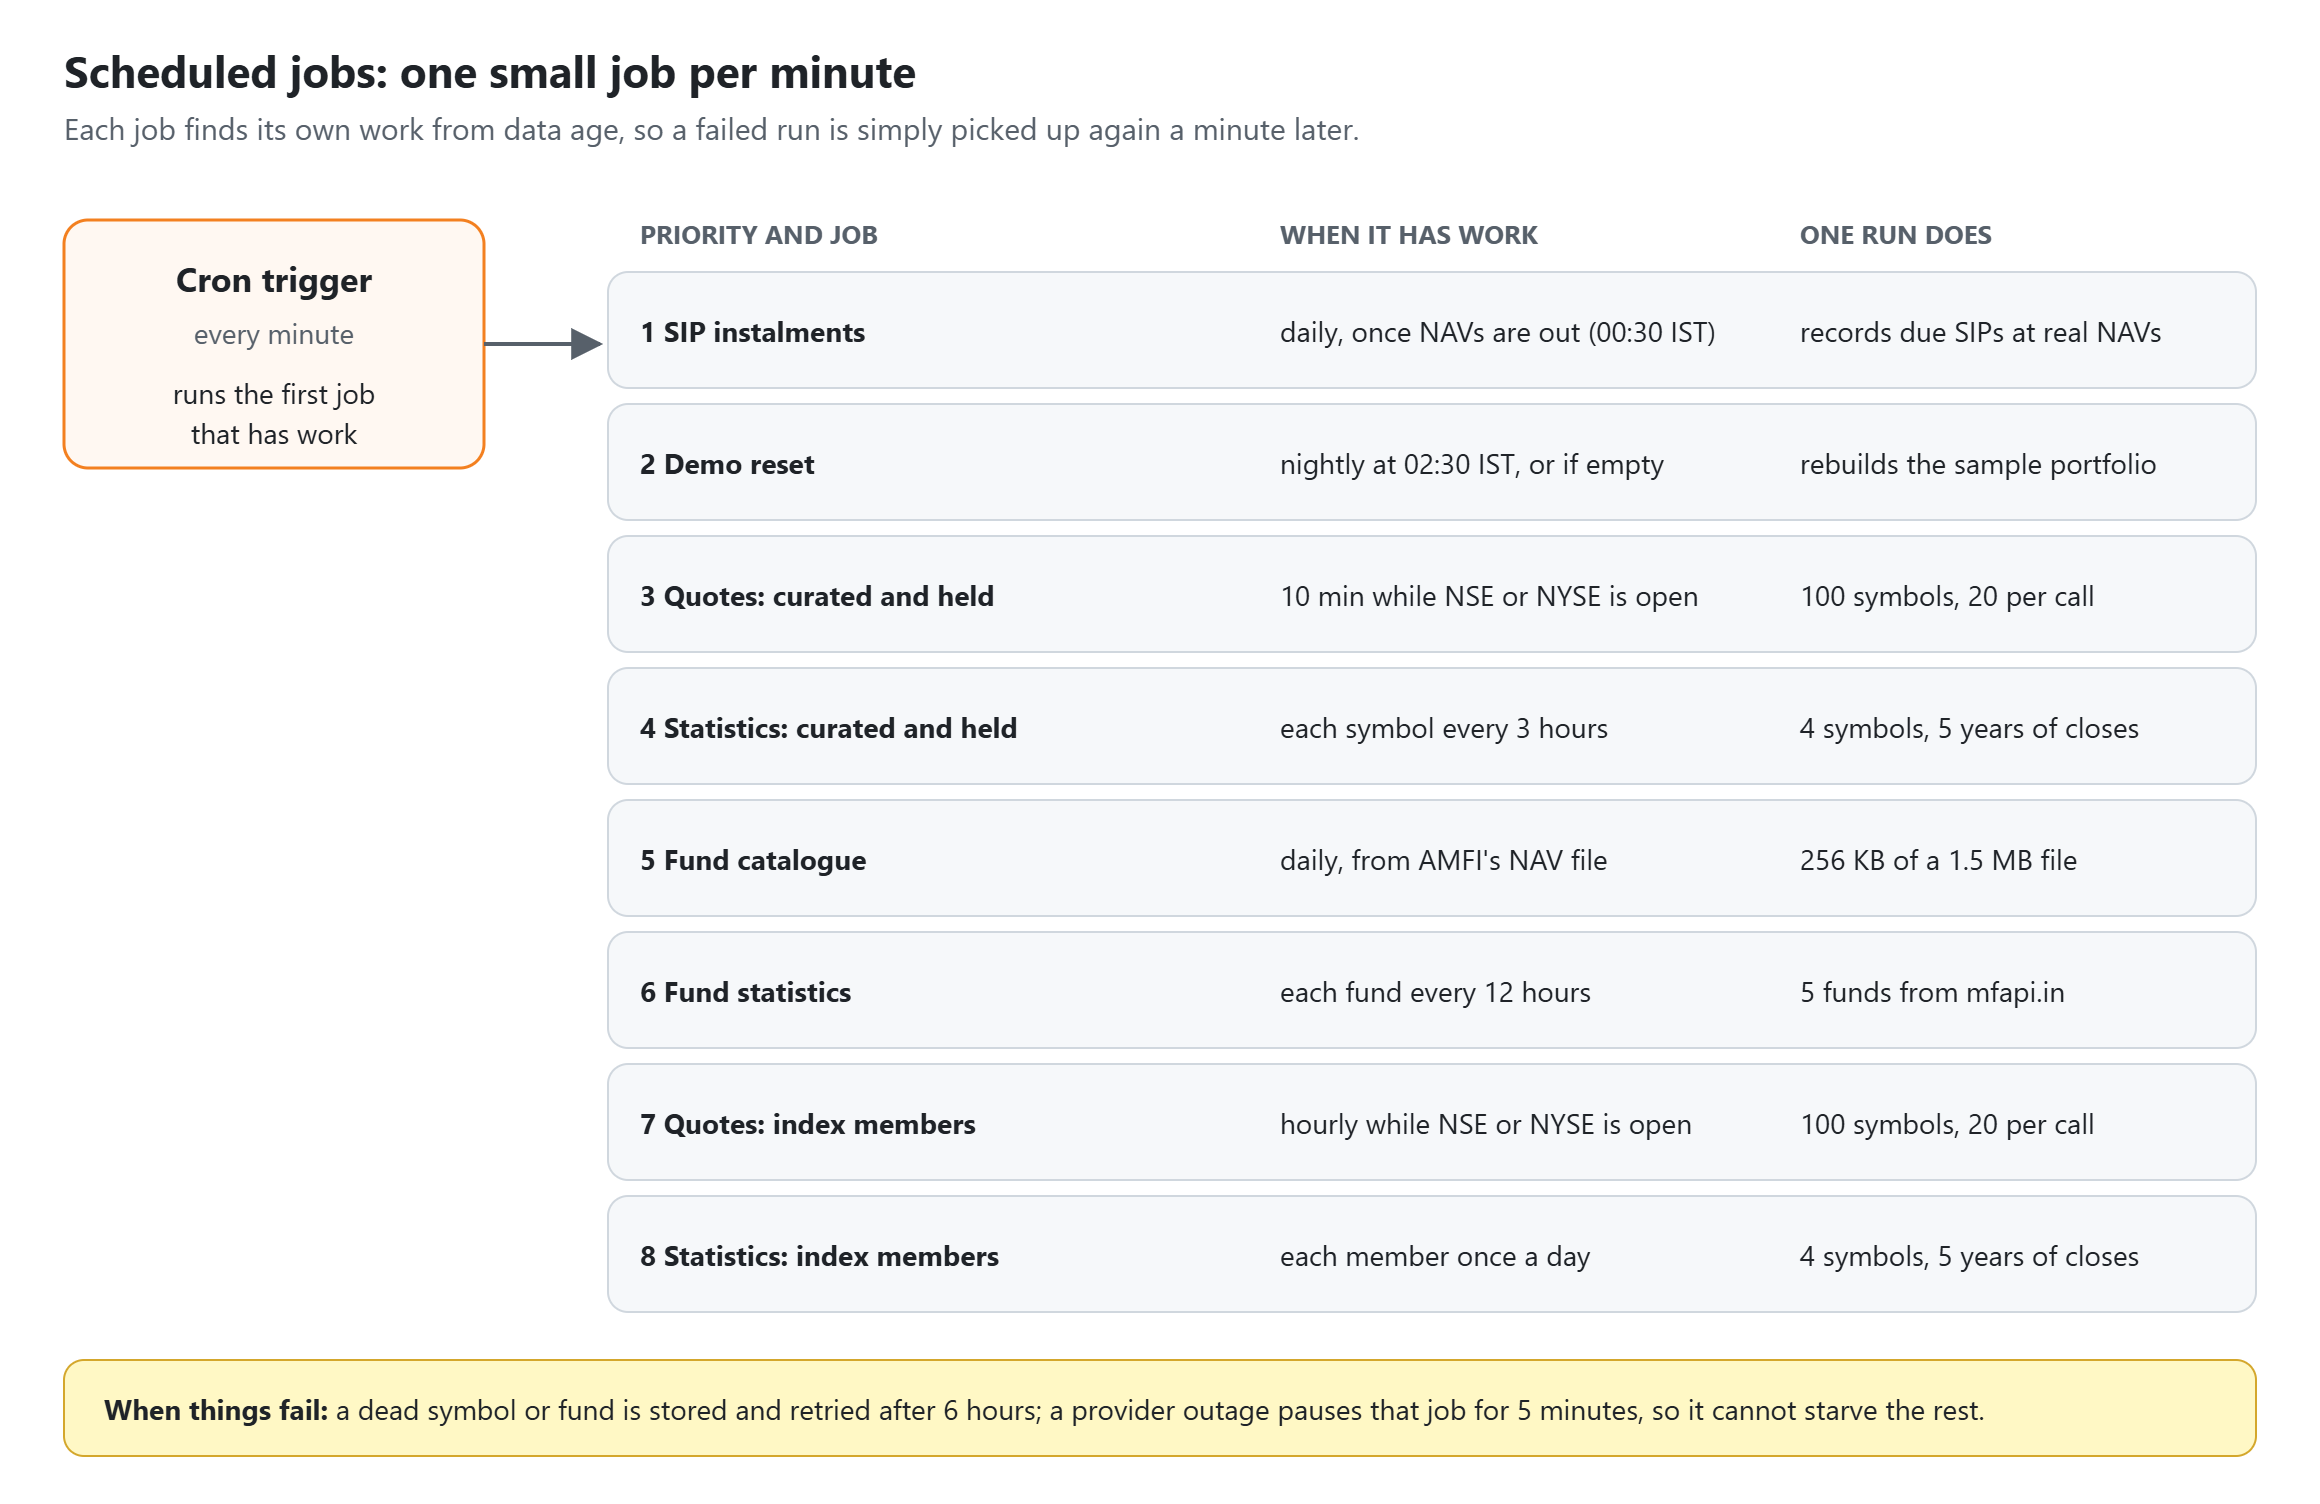 Scheduled jobs: one small job per minute
Each job finds its own work from data age, so a failed run is simply picked up again a minute later.
Cron trigger
every minute
runs the first job
that has work
PRIORITY AND JOB WHEN IT HAS WORK ONE RUN DOES
1 SIP instalments daily, once NAVs are out (00:30 IST) records due SIPs at real NAVs
2 Demo reset nightly at 02:30 IST, or if empty rebuilds the sample portfolio
3 Quotes: curated and held 10 min while NSE or NYSE is open 100 symbols, 20 per call
4 Statistics: curated and held each symbol every 3 hours 4 symbols, 5 years of closes
5 Fund catalogue daily, from AMFI's NAV file 256 KB of a 1.5 MB file
6 Fund statistics each fund every 12 hours 5 funds from mfapi.in
7 Quotes: index members hourly while NSE or NYSE is open 100 symbols, 20 per call
8 Statistics: index members each member once a day 4 symbols, 5 years of closes
When things fail: a dead symbol or fund is stored and retried after 6 hours; a provider outage pauses that job for 5 minutes, so it cannot starve the rest.